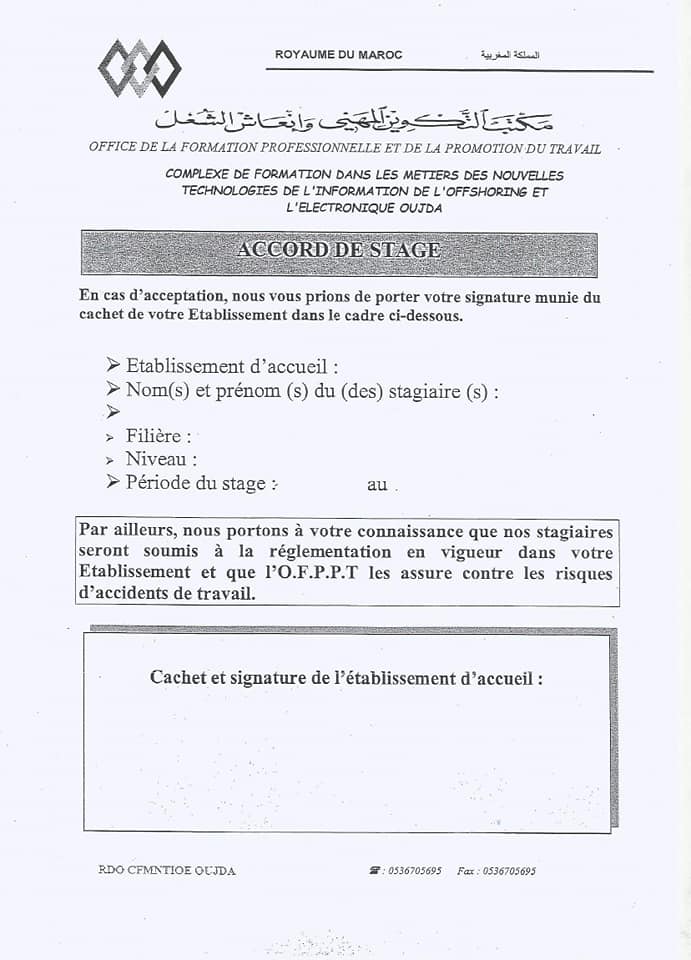 ROYAUME DU MAROC المملكة المغربية
مكتب التكوين المهني وإنعاش الشغل
OFFICE DE LA FORMATION PROFESSIONNELLE ET DE LA PROMOTION DU TRAVAIL
COMPLEXE DE FORMATION DANS LES METIERS DES NOUVELLES
TECHNOLOGIES DE L'INFORMATION DE L'OFFSHORING ET
L'ELECTRONIQUE OUJDA
ACCORD DE STAGE
En cas d'acceptation, nous vous prions de porter votre signature munie du
cachet de votre Etablissement dans le cadre ci-dessous.
➢ Etablissement d'accueil :
➢ Nom(s) et prénom (s) du (des) stagiaire (s) :
➢
➢ Filière :
➢ Niveau :
➢ Période du stage : au .
Par ailleurs, nous portons à votre connaissance que nos stagiaires
seront soumis à la réglementation en vigueur dans votre
Etablissement et que l'O.F.P.P.T les assure contre les risques
d'accidents de travail.
Cachet et signature de l'établissement d'accueil :
RDO CFMNTIOE OUJDA ☎ : 0536705695 Fax : 0536705695